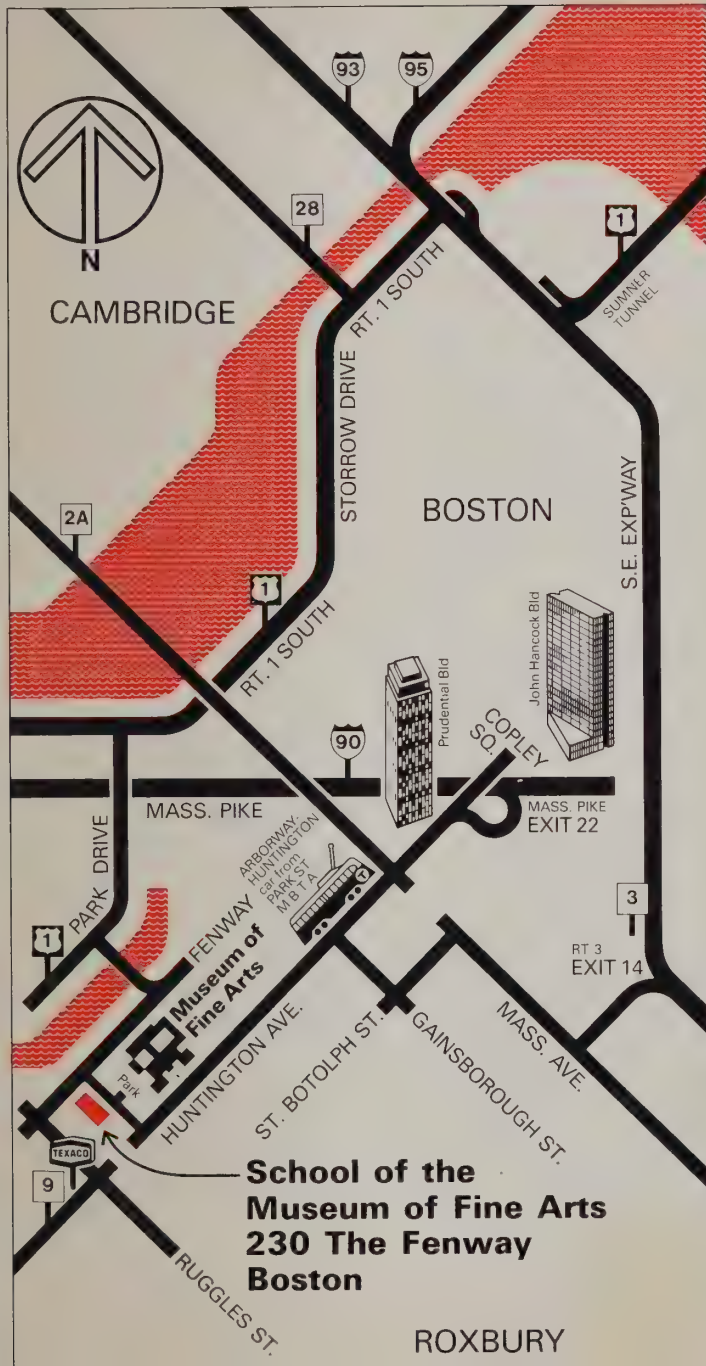 93
95
N
28
1
CAMBRIDGE
RT. 1 SOUTH
SUMNER
TUNNEL
STORROW DRIVE
2A
BOSTON
S.E. EXP'WAY
1
RT. 1 SOUTH
John Hancock Bld
Prudential Bld
COPLEY
SQ.
90
MASS. PIKE
MASS. PIKE
EXIT 22
PARK DRIVE
ARBORWAY-
HUNTINGTON
car from
PARK ST
M B T A
T
3
1
FENWAY
RT 3
EXIT 14
Museum of
Fine Arts
HUNTINGTON AVE.
ST. BOTOLPH ST.
GAINSBOROUGH ST.
MASS. AVE.
Park
TEXACO
9
School of the
Museum of Fine Arts
230 The Fenway
Boston
RUGGLES ST.
ROXBURY